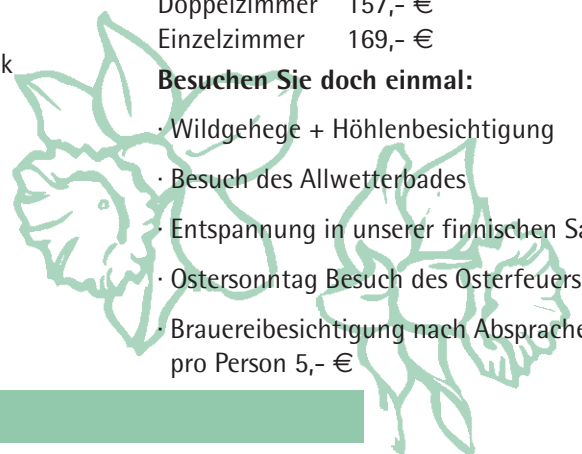 Doppelzimmer 157,- €
Einzelzimmer 169,- €
k
Besuchen Sie doch einmal:
· Wildgehege + Höhlenbesichtigung
· Besuch des Allwetterbades
· Entspannung in unserer finnischen Sa
· Ostersonntag Besuch des Osterfeuers
· Brauereibesichtigung nach Absprache
pro Person 5,- €